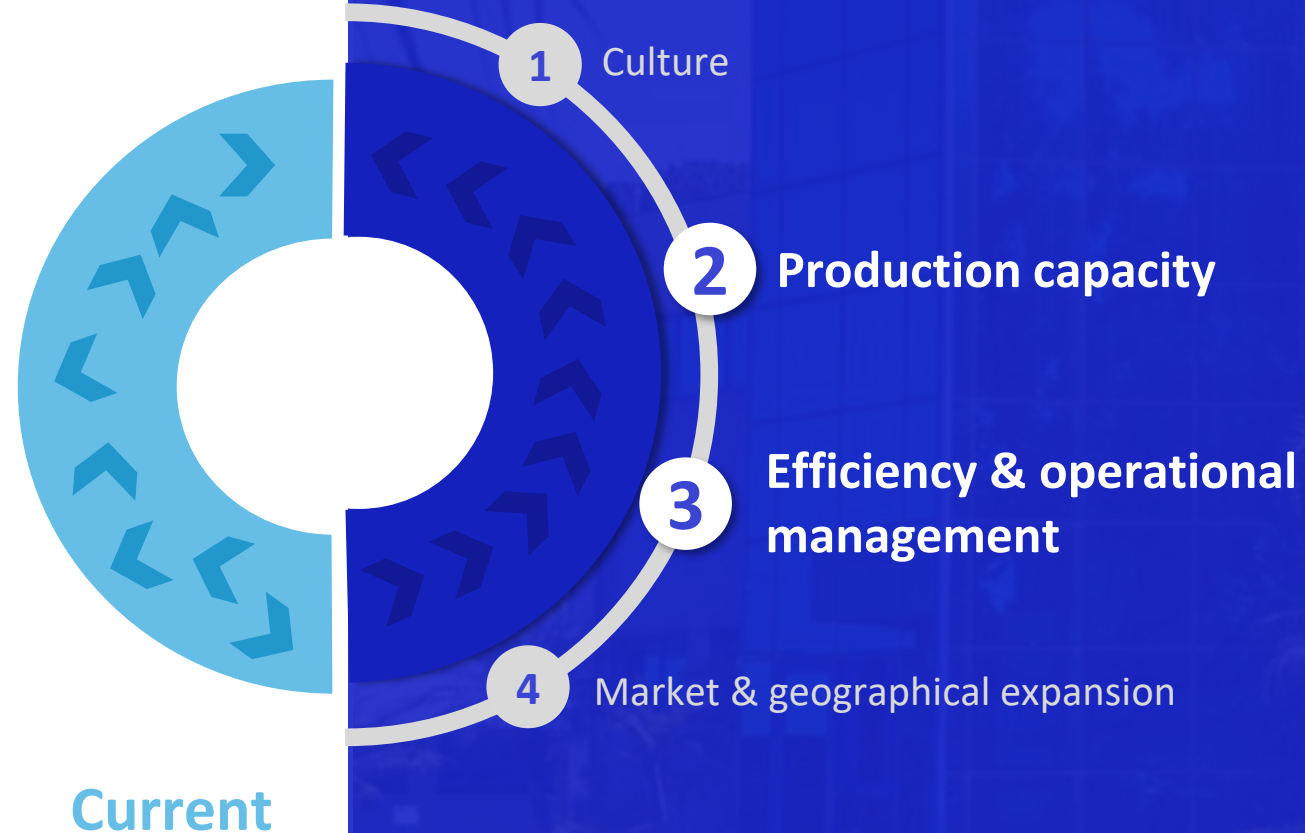 1 Culture
2 Production capacity
3 Efficiency & operational
management
4 Market & geographical expansion
Current